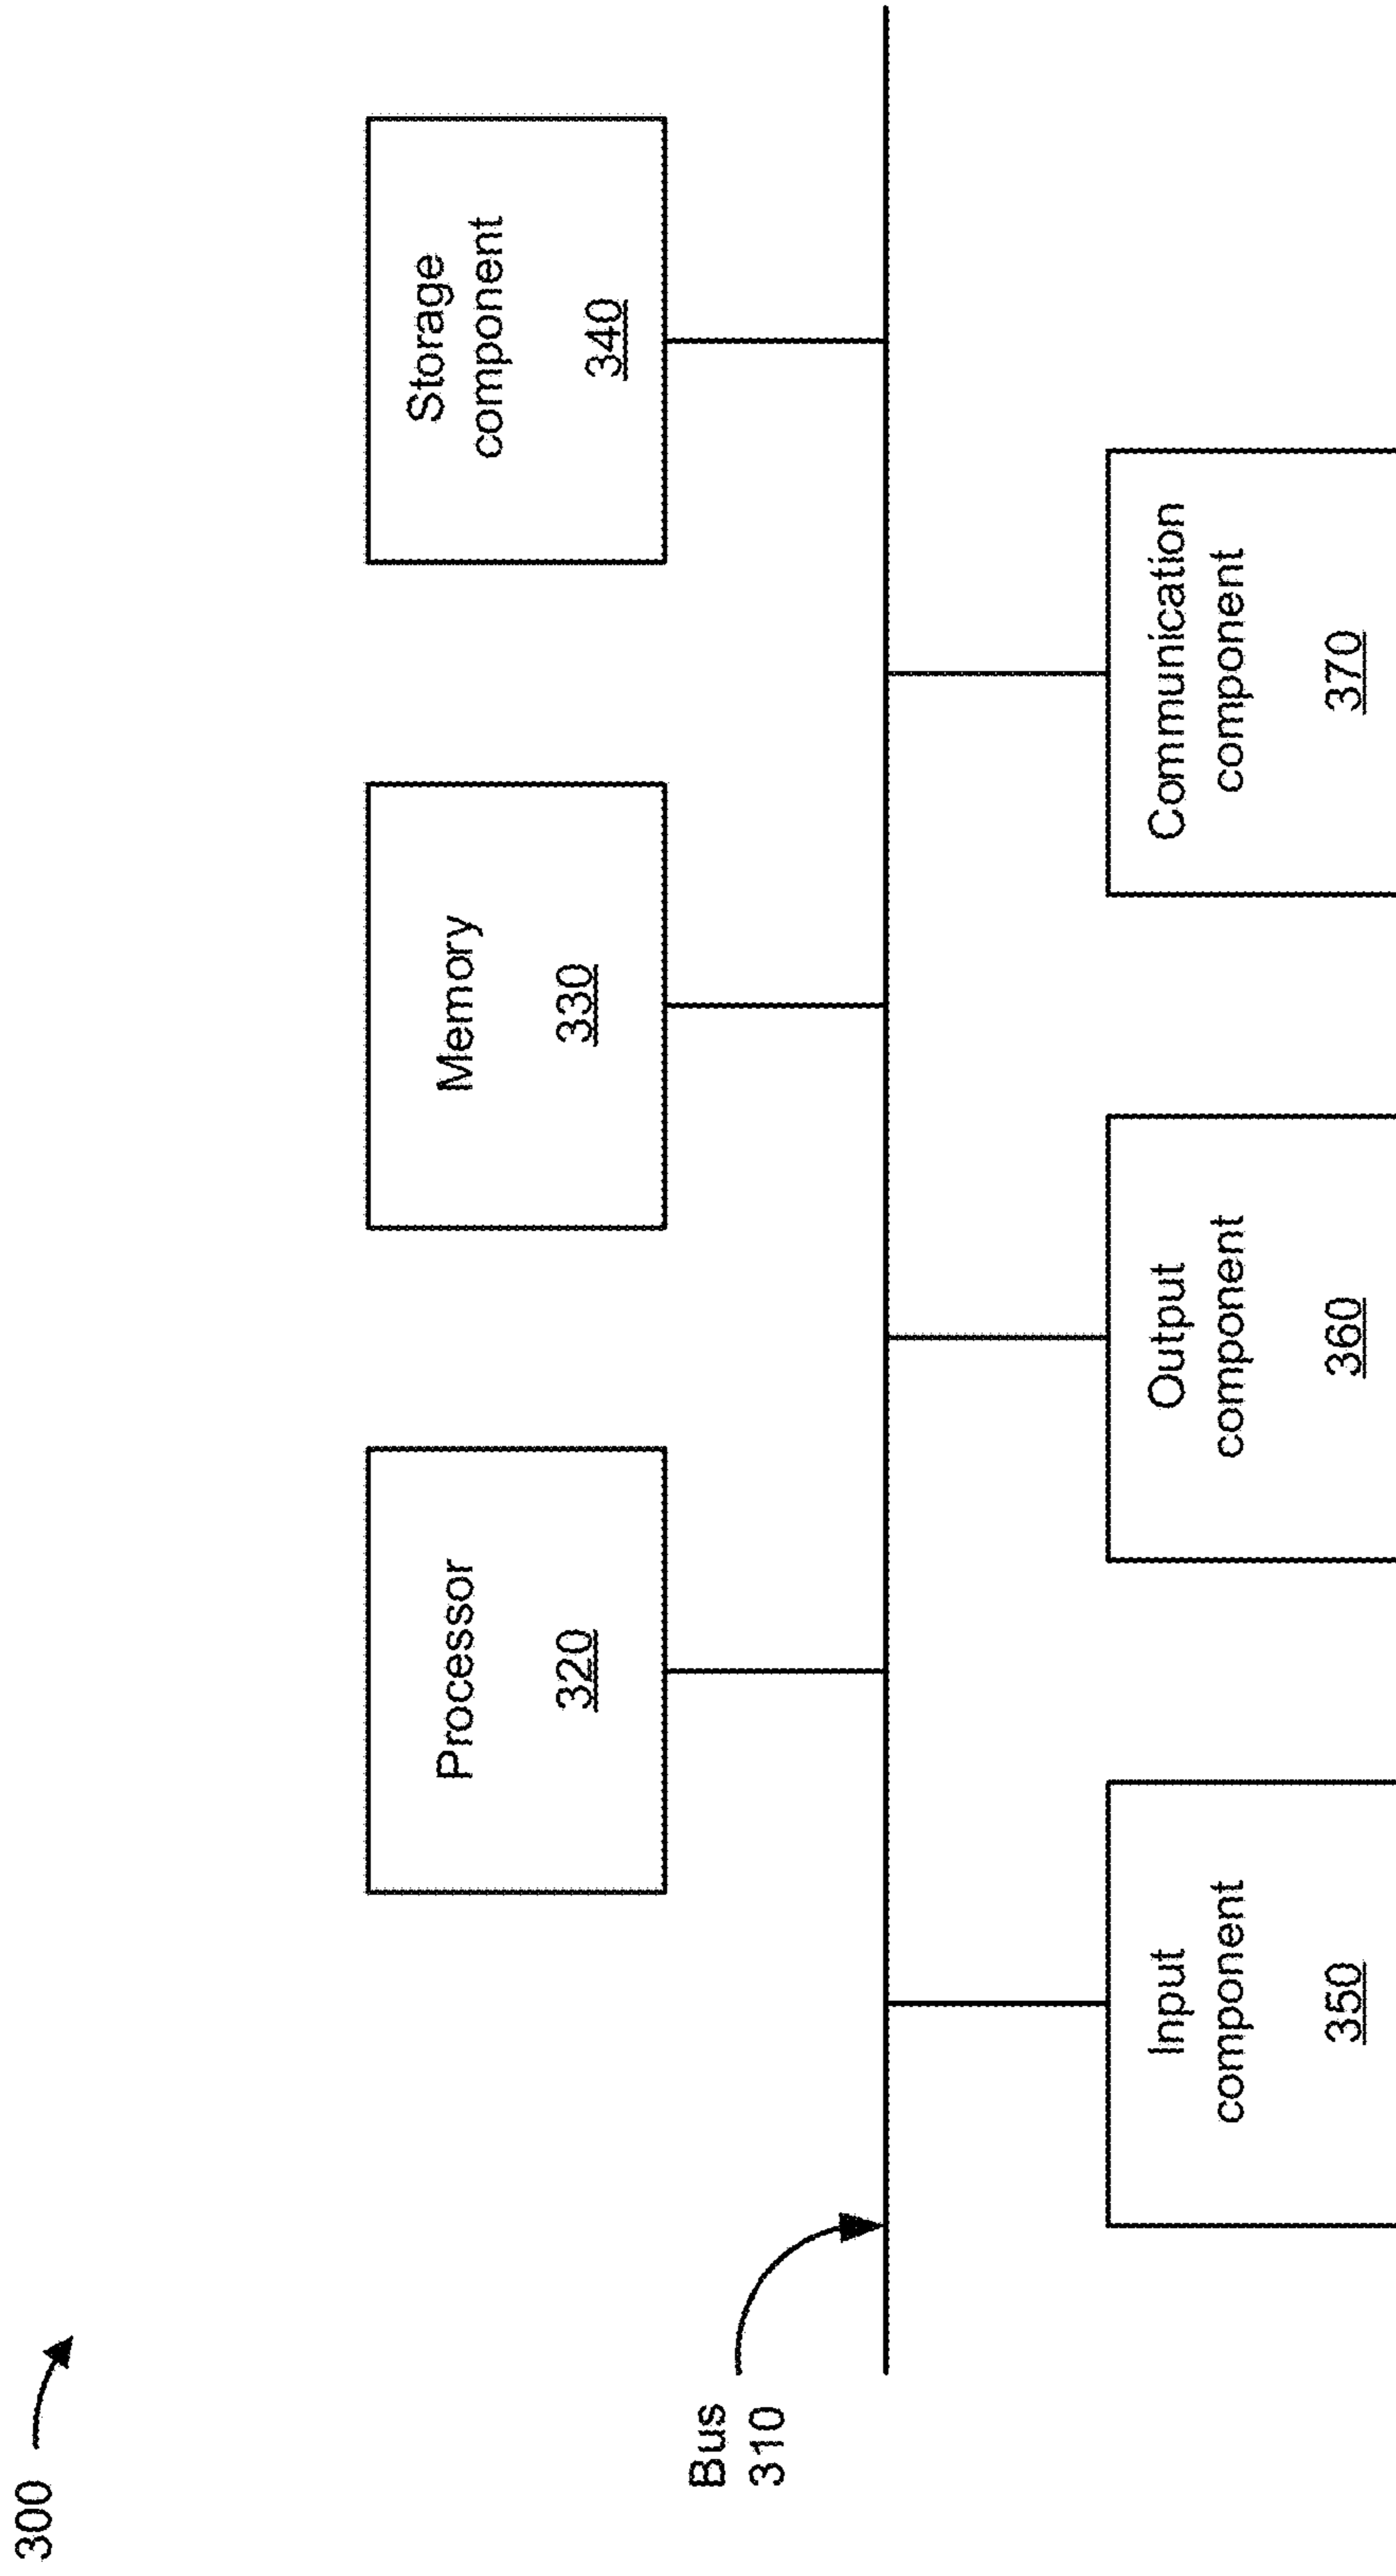 300
Processor
320
Memory
330
Storage
component
340
Bus
310
Input
component
350
Output
component
360
Communication
component
370